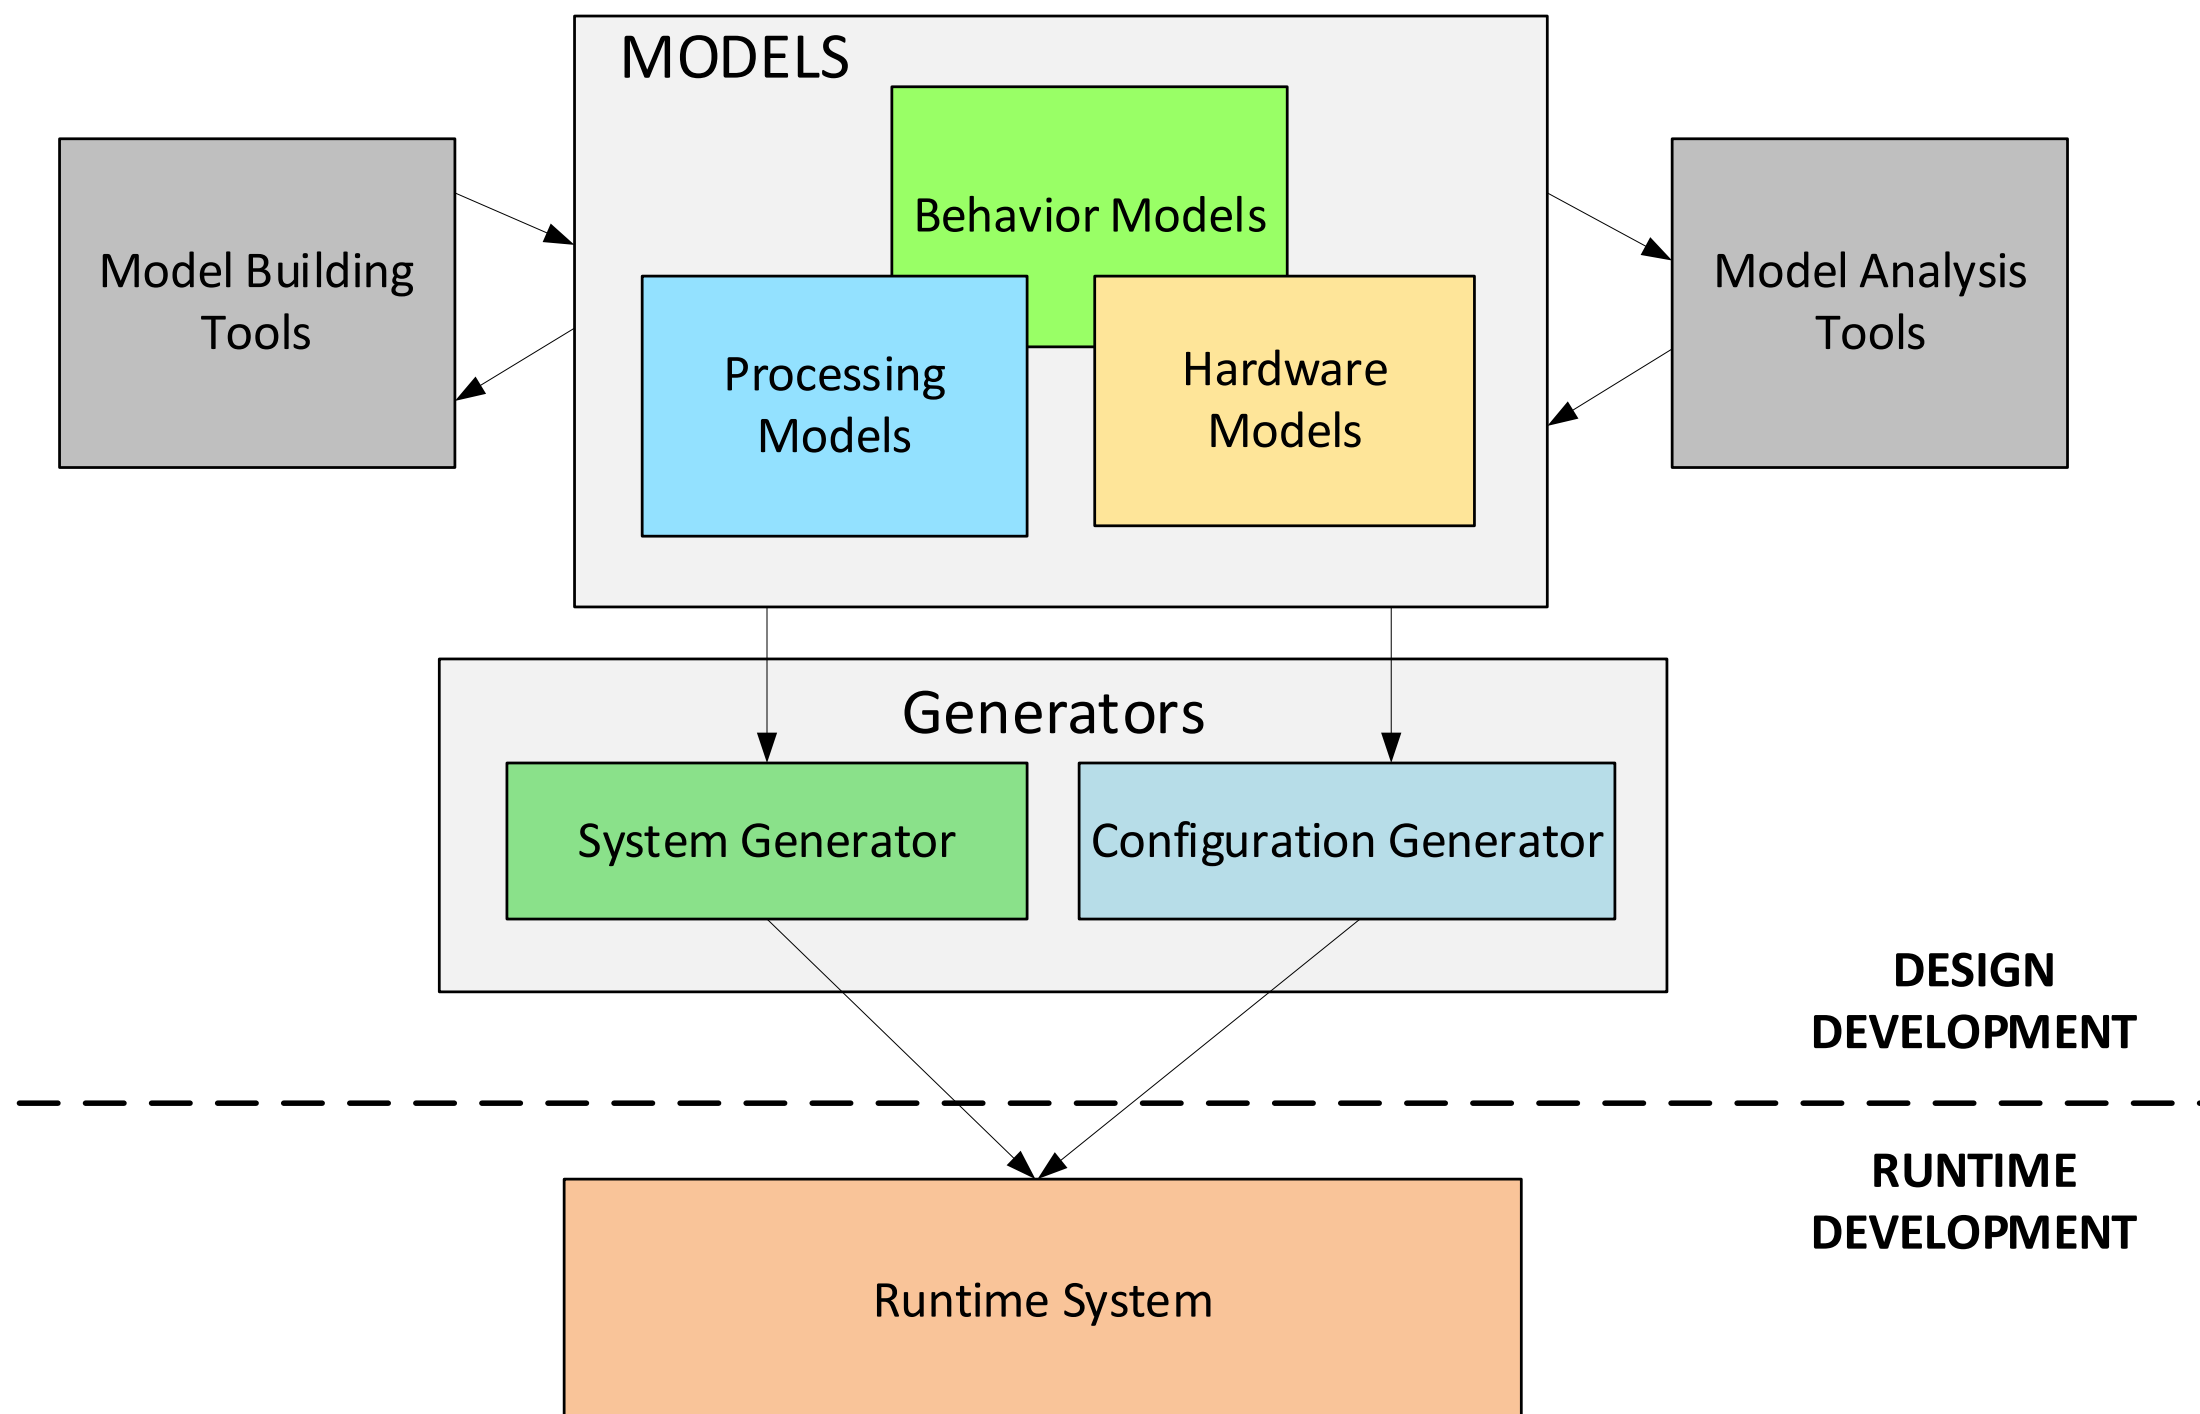 MODELS
Behavior Models
Model Building
Tools
Model Analysis
Tools
Processing
Models
Hardware
Models
Generators
System Generator
Configuration Generator
DESIGN
DEVELOPMENT
RUNTIME
DEVELOPMENT
Runtime System